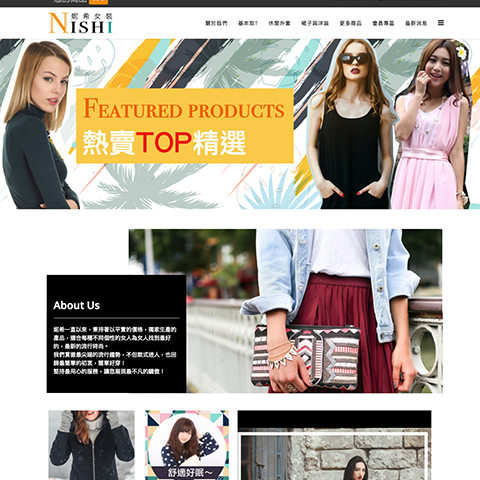 NISHI 妮希女裝
關於我們 基本款T 休閒外套 裙子與洋裝 更多商品 會員專區 最新消息
FEATURED PRODUCTS
熱賣TOP精選
About Us
妮希一直以來，秉持著以平實的價格，獨家生產的
產品。適合每種不同個性的女人為女人找到最好
的、最新的流行時尚。
我們貫徹最尖端的流行趨勢，不但款式迷人，也回
歸最簡單的初衷，簡單好穿！
堅持最用心的服務，讓您展現最不凡的驕傲！
舒適好眠～